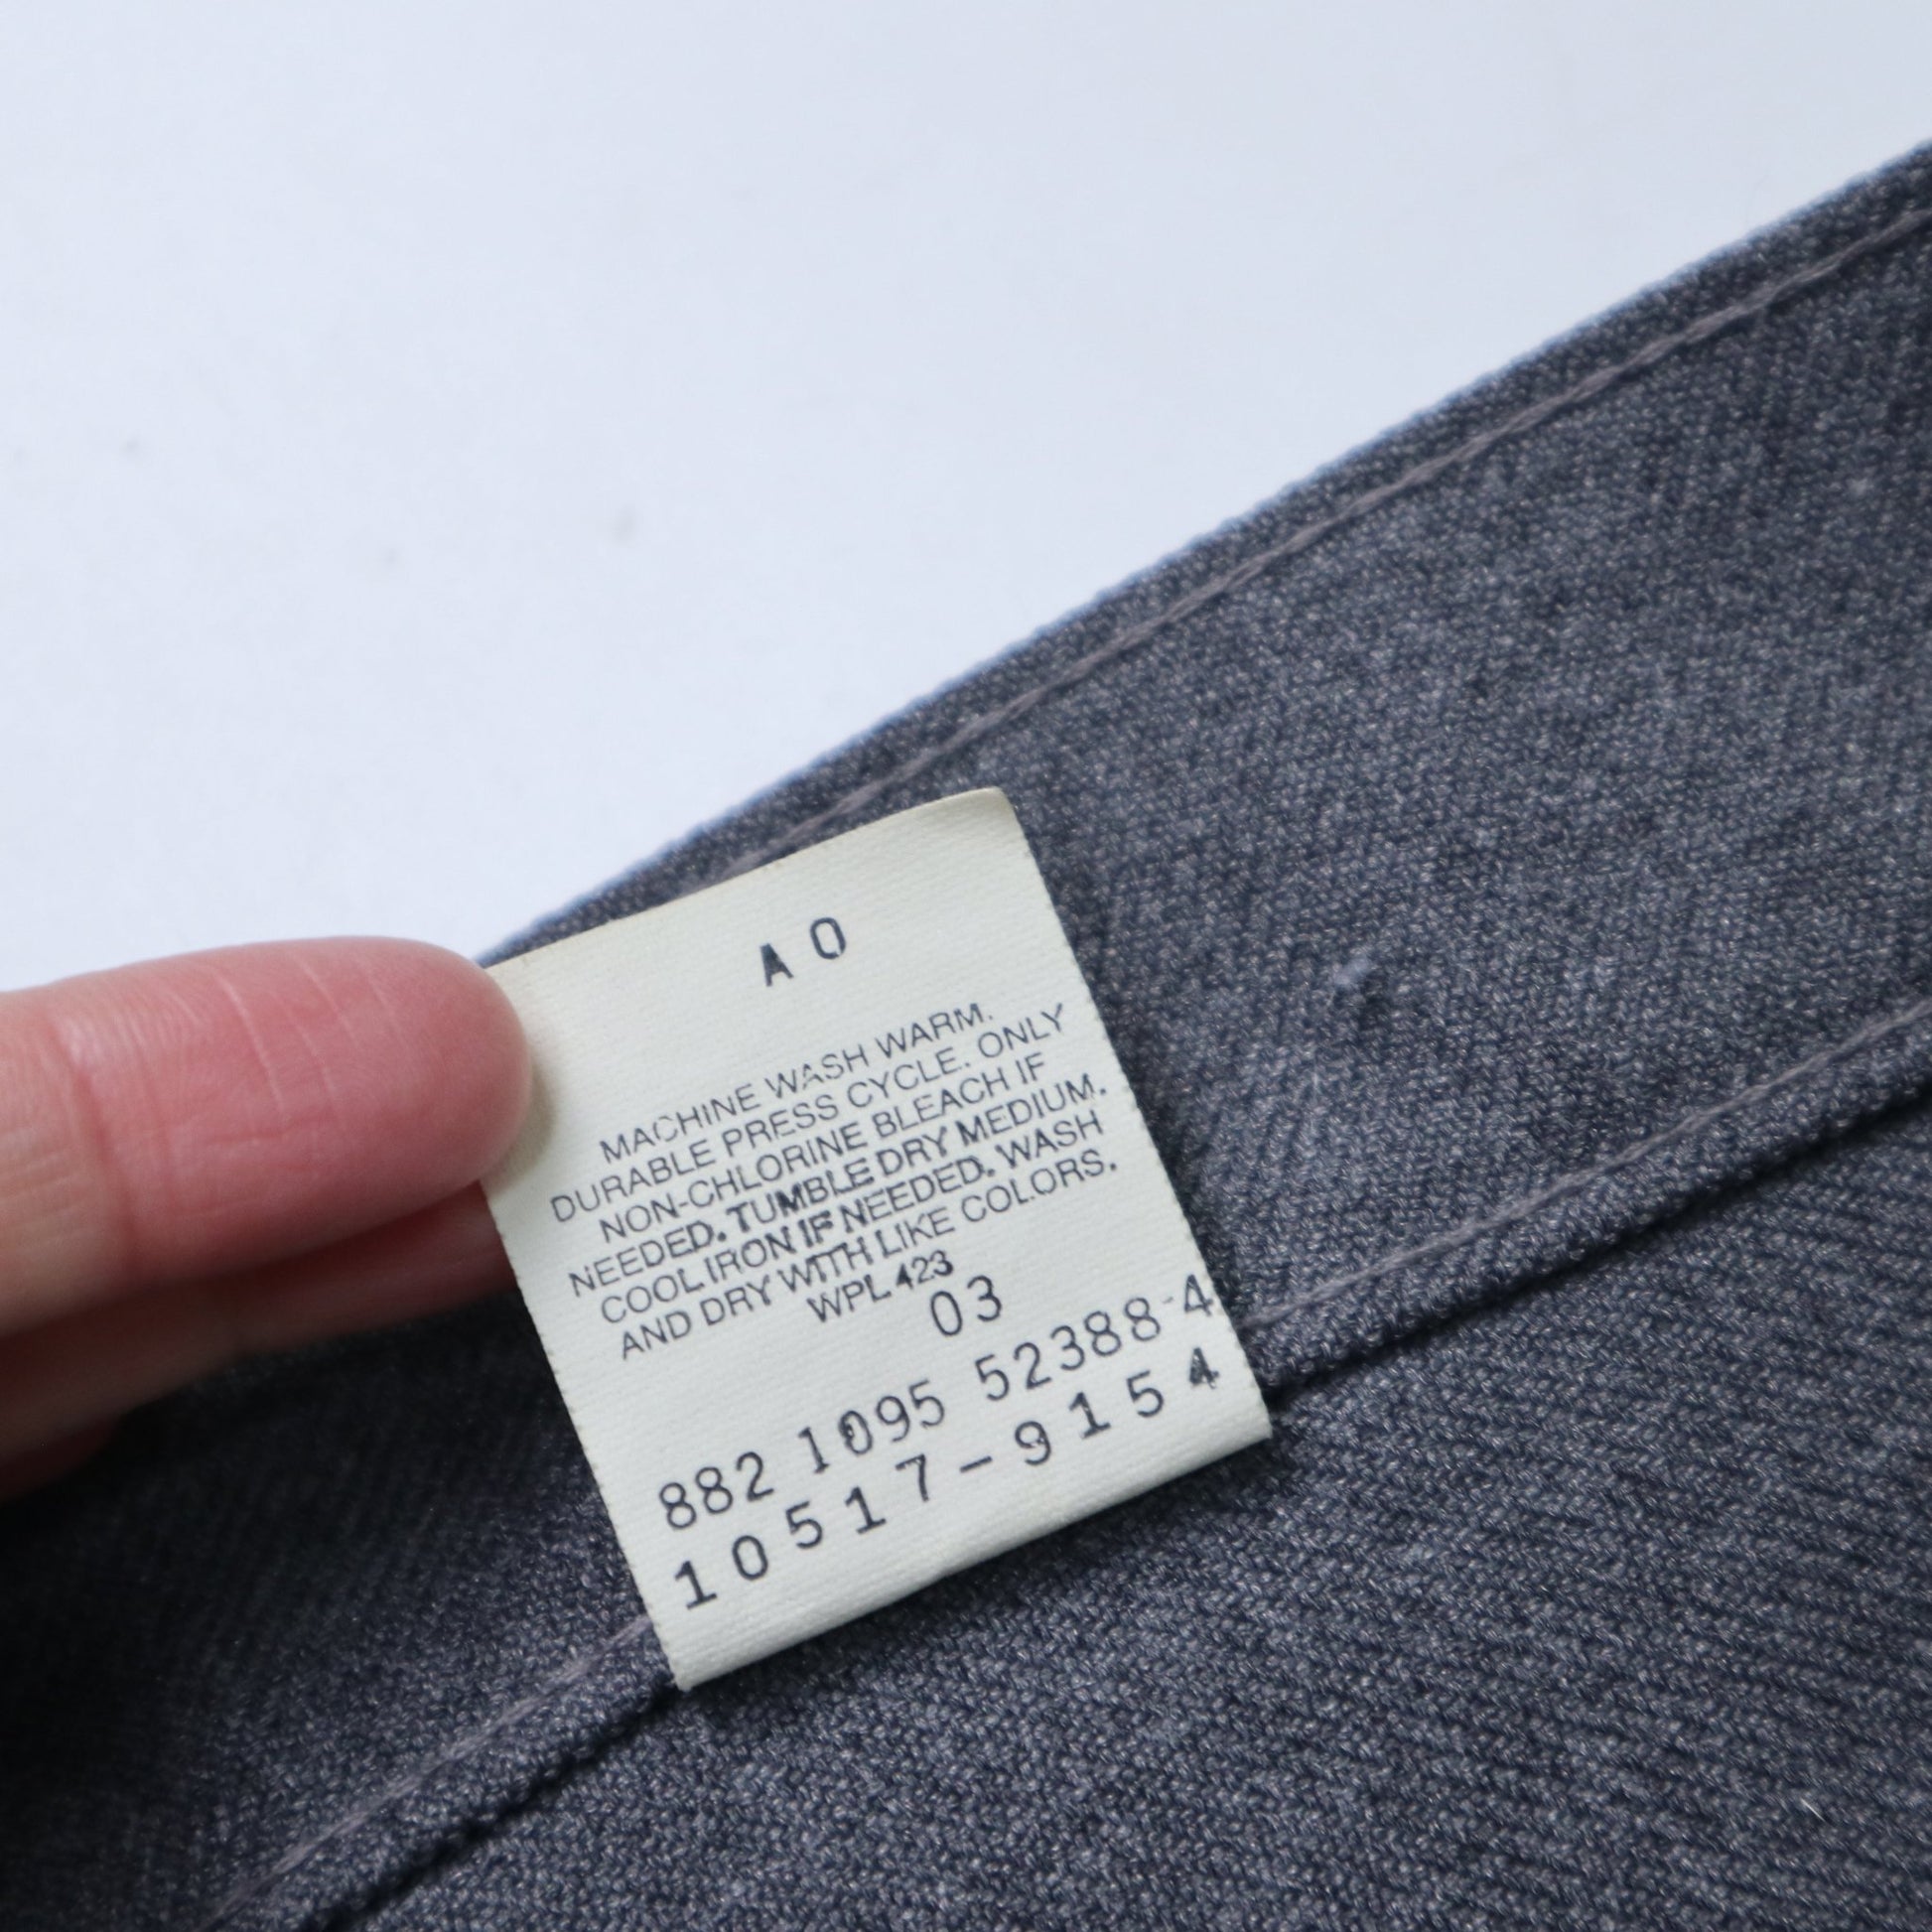 A 0
MACHINE WASH WARM.
DURABLE PRESS CYCLE. ONLY
NON-CHLORINE BLEACH IF
NEEDED. TUMBLE DRY MEDIUM.
COOL IRON IF NEEDED. WASH
AND DRY WITH LIKE COLORS.
WPL 423
03
882 1095 52388-4
10517-9154